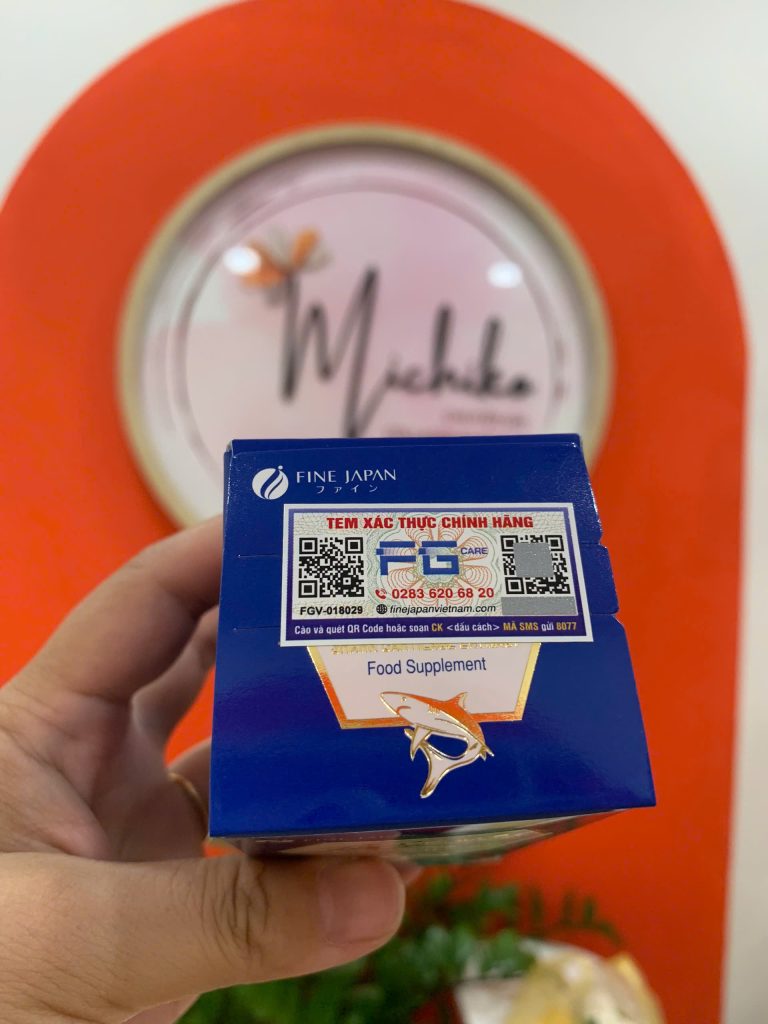 Michiko
FINE JAPAN
ファイン
TEM XÁC THỰC CHÍNH HÃNG
FG CARE
0283 620 68 20
FGV-018029
finejapanvietnam.com
Cào và quét QR Code hoặc soạn CK <dấu cách> MÃ SMS gửi 8077
Food Supplement